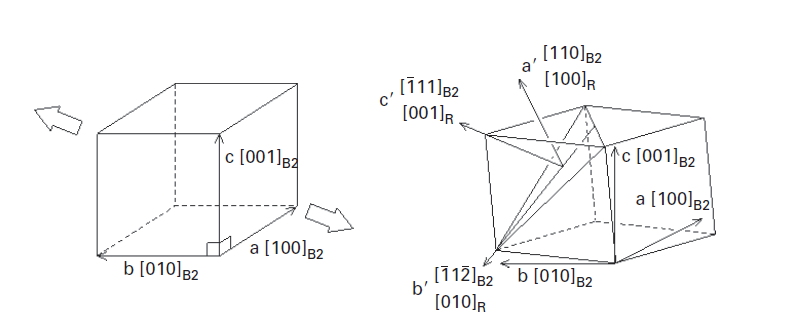 c [001]B2
a [100]B2
b [010]B2
a′ [110]B2
[100]R
c′ [1̄11]B2
[001]R
c [001]B2
a [100]B2
b [010]B2
b′ [1̄12̄]B2
[010]R